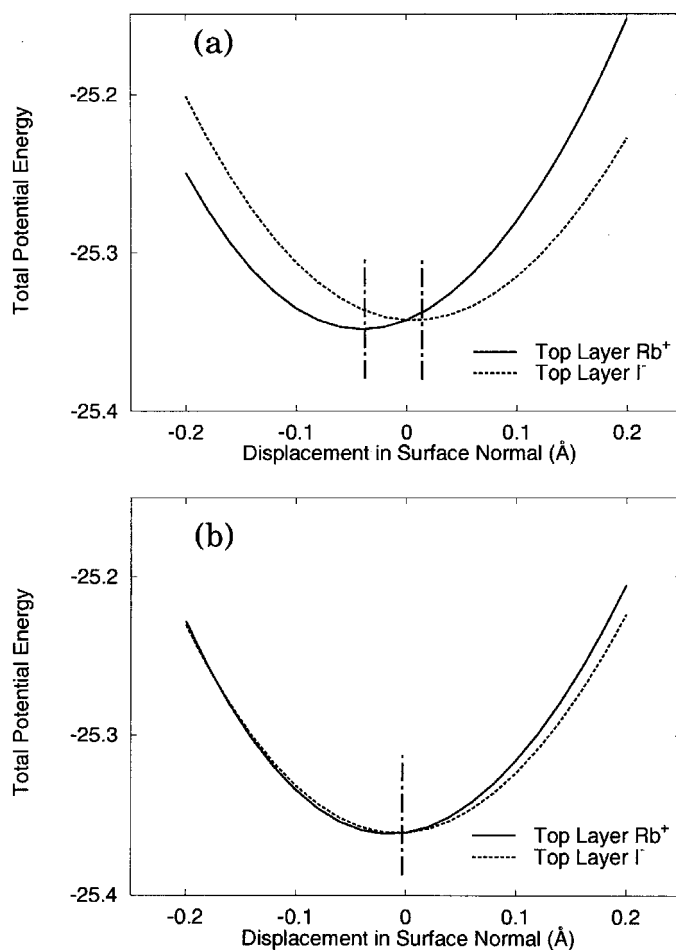 (a)
Total Potential Energy
-25.2
-25.3
-25.4
Top Layer Rb⁺
Top Layer I⁻
-0.2 -0.1 0 0.1 0.2
Displacement in Surface Normal (Å)
(b)
Total Potential Energy
-25.2
-25.3
-25.4
Top Layer Rb⁺
Top Layer I⁻
-0.2 -0.1 0 0.1 0.2
Displacement in Surface Normal (Å)